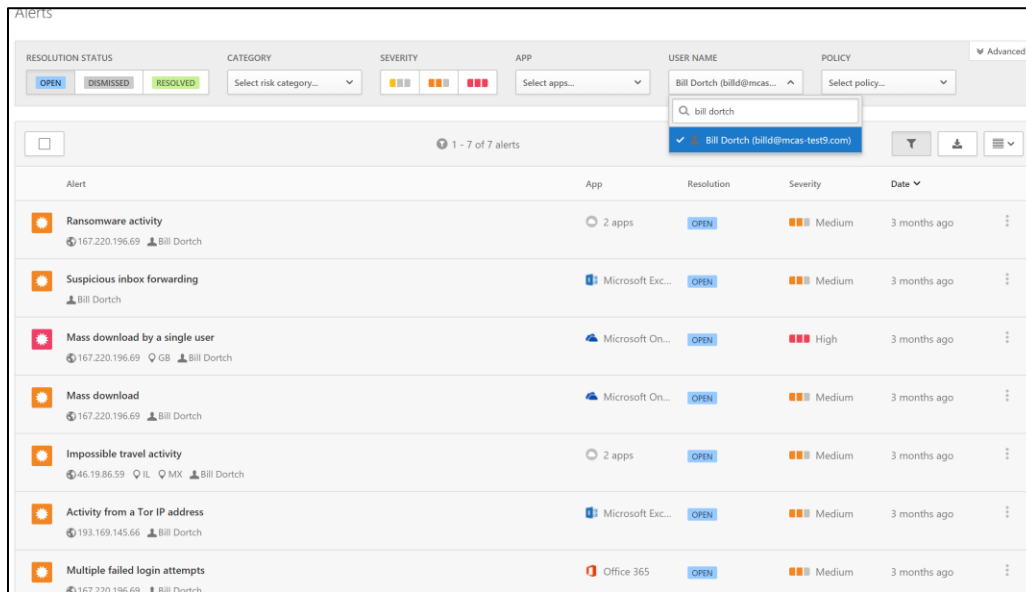 Alerts
RESOLUTION STATUS CATEGORY SEVERITY APP USER NAME POLICY Advanced
OPEN DISMISSED RESOLVED Select risk category... Select apps... Bill Dortch (billd@mcas... Select policy...
bill dortch
Bill Dortch (billd@mcas-test9.com)
1 - 7 of 7 alerts
Alert App Resolution Severity Date
Ransomware activity 2 apps OPEN Medium 3 months ago
167.220.196.69 Bill Dortch
Suspicious inbox forwarding Microsoft Exc... OPEN Medium 3 months ago
Bill Dortch
Mass download by a single user Microsoft On... OPEN High 3 months ago
167.220.196.69 GB Bill Dortch
Mass download Microsoft On... OPEN Medium 3 months ago
167.220.196.69 Bill Dortch
Impossible travel activity 2 apps OPEN Medium 3 months ago
46.19.86.59 IL MX Bill Dortch
Activity from a Tor IP address Microsoft Exc... OPEN Medium 3 months ago
193.169.145.66 Bill Dortch
Multiple failed login attempts Office 365 OPEN Medium 3 months ago
167.220.196.69 Bill Dortch